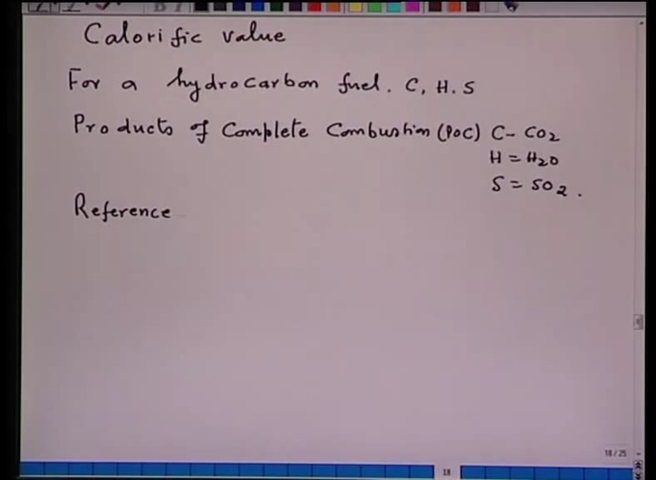 Calorific value
For a hydrocarbon fuel. C, H. S
Products of Complete Combustion (POC) C - CO2
H = H2O
S = SO2.
Reference
18 / 25
18